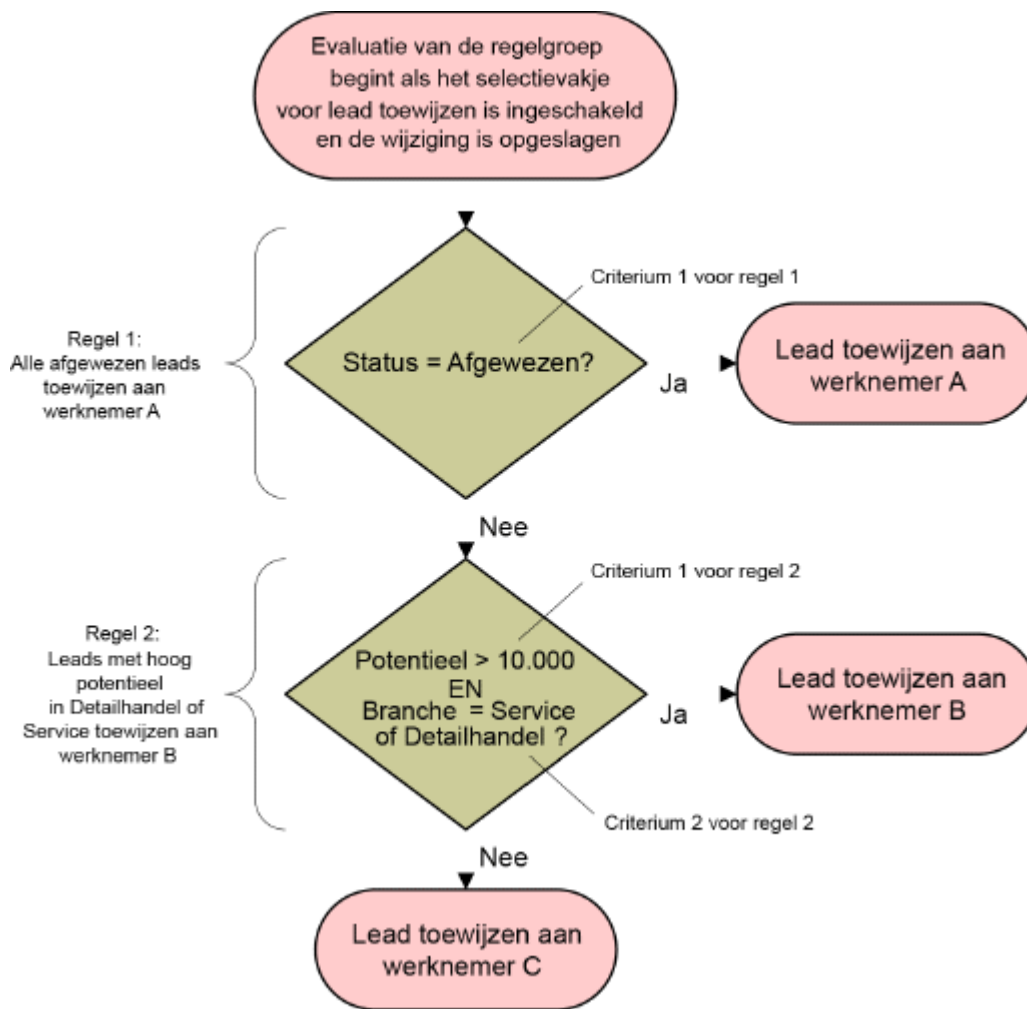 Evaluatie van de regelgroep
begint als het selectievakje
voor lead toewijzen is ingeschakeld
en de wijziging is opgeslagen
Criterium 1 voor regel 1
Regel 1:
Alle afgewezen leads
toewijzen aan
werknemer A
Status = Afgewezen?
Ja
Lead toewijzen aan
werknemer A
Nee
Criterium 1 voor regel 2
Regel 2:
Leads met hoog
potentieel
in Detailhandel of
Service toewijzen aan
werknemer B
Potentieel > 10.000
EN
Branche = Service
of Detailhandel ?
Ja
Lead toewijzen aan
werknemer B
Criterium 2 voor regel 2
Nee
Lead toewijzen aan
werknemer C